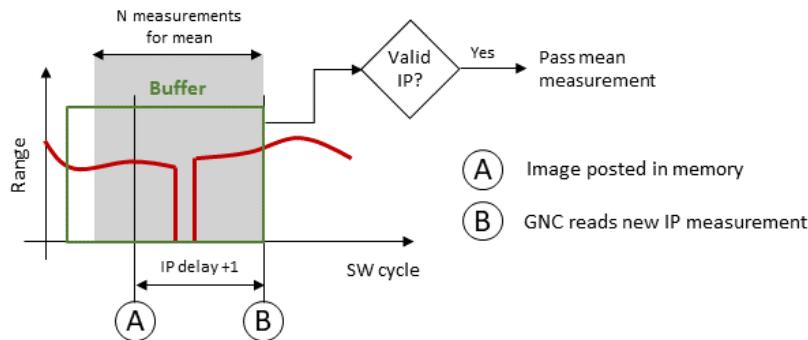 N measurements
for mean
Buffer
Valid
IP?
Yes
Pass mean
measurement
Range
IP delay +1
SW cycle
A
B
A Image posted in memory
B GNC reads new IP measurement